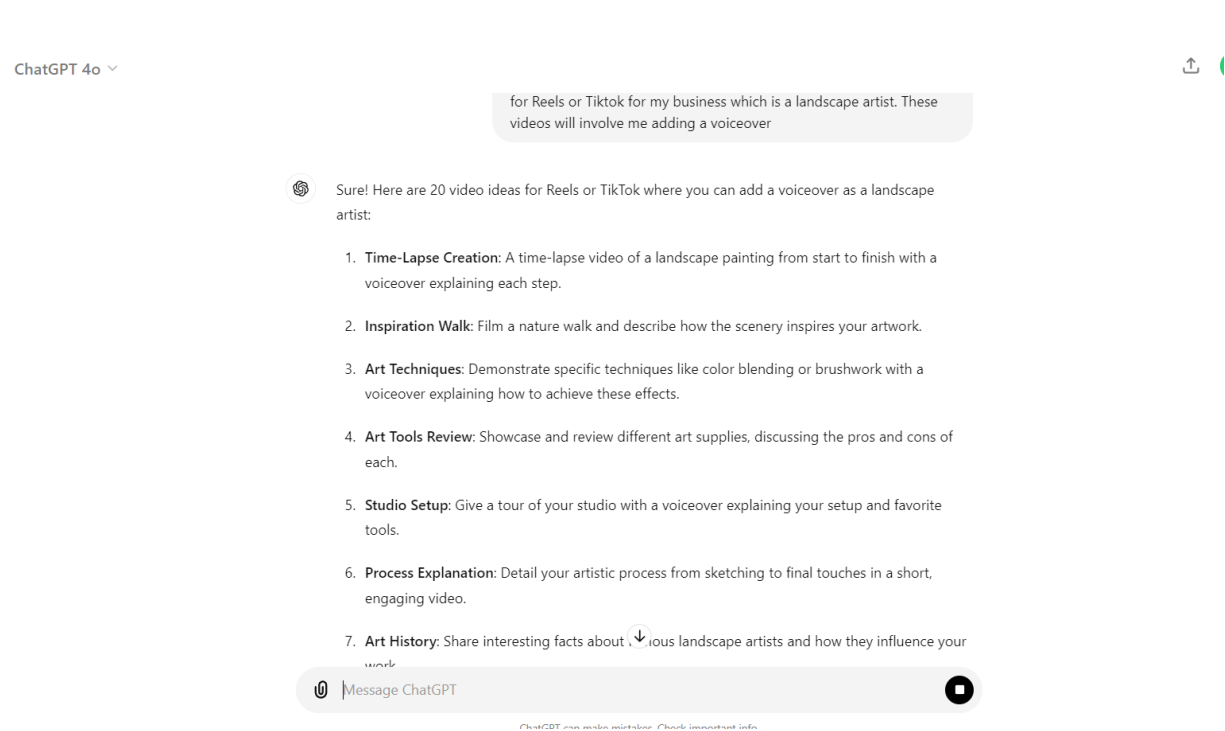 ChatGPT 4o
for Reels or Tiktok for my business which is a landscape artist. These
videos will involve me adding a voiceover
Sure! Here are 20 video ideas for Reels or TikTok where you can add a voiceover as a landscape
artist:
1. Time-Lapse Creation: A time-lapse video of a landscape painting from start to finish with a
voiceover explaining each step.
2. Inspiration Walk: Film a nature walk and describe how the scenery inspires your artwork.
3. Art Techniques: Demonstrate specific techniques like color blending or brushwork with a
voiceover explaining how to achieve these effects.
4. Art Tools Review: Showcase and review different art supplies, discussing the pros and cons of
each.
5. Studio Setup: Give a tour of your studio with a voiceover explaining your setup and favorite
tools.
6. Process Explanation: Detail your artistic process from sketching to final touches in a short,
engaging video.
7. Art History: Share interesting facts about landscape artists and how they influence your
work.
Message ChatGPT
ChatGPT can make mistakes. Check important info.